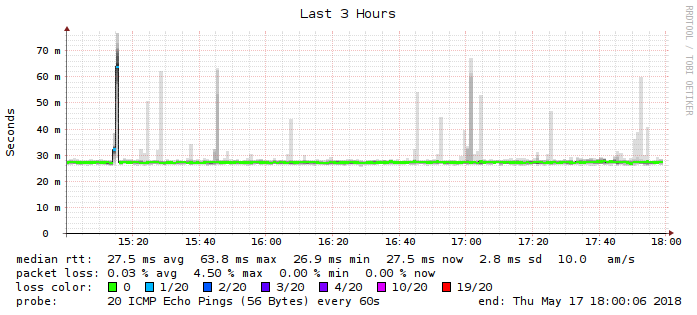 Last 3 Hours
RRDTOOL / TOBI OETIKER
Seconds
70 m
60 m
50 m
40 m
30 m
20 m
10 m
0
15:20 15:40 16:00 16:20 16:40 17:00 17:20 17:40 18:00
median rtt: 27.5 ms avg 63.8 ms max 26.9 ms min 27.5 ms now 2.8 ms sd 10.0 am/s
packet loss: 0.03 % avg 4.50 % max 0.00 % min 0.00 % now
loss color: 0 1/20 2/20 3/20 4/20 10/20 19/20
probe: 20 ICMP Echo Pings (56 Bytes) every 60s end: Thu May 17 18:00:06 2018